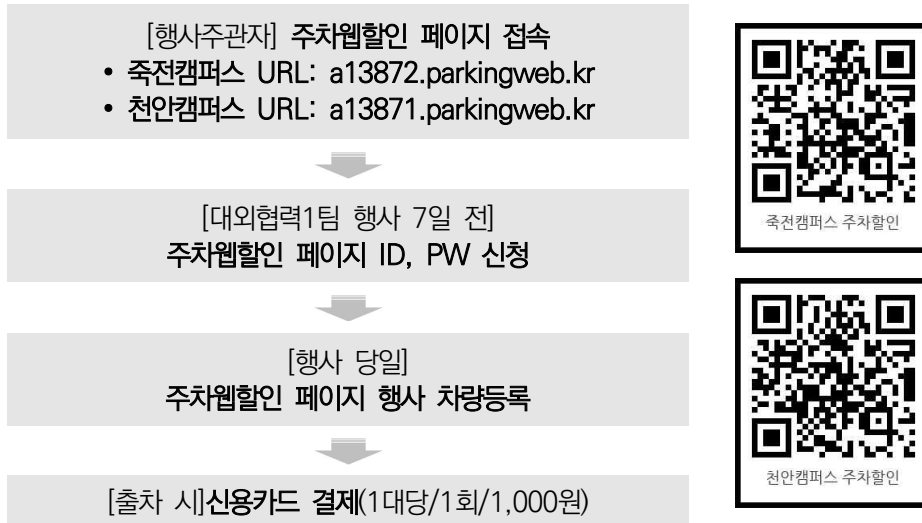 [행사주관자] 주차웹할인 페이지 접속
• 죽전캠퍼스 URL: a13872.parkingweb.kr
• 천안캠퍼스 URL: a13871.parkingweb.kr
[대외협력1팀 행사 7일 전]
주차웹할인 페이지 ID, PW 신청
[행사 당일]
주차웹할인 페이지 행사 차량등록
[출차 시]신용카드 결제(1대당/1회/1,000원)
죽전캠퍼스 주차할인
천안캠퍼스 주차할인